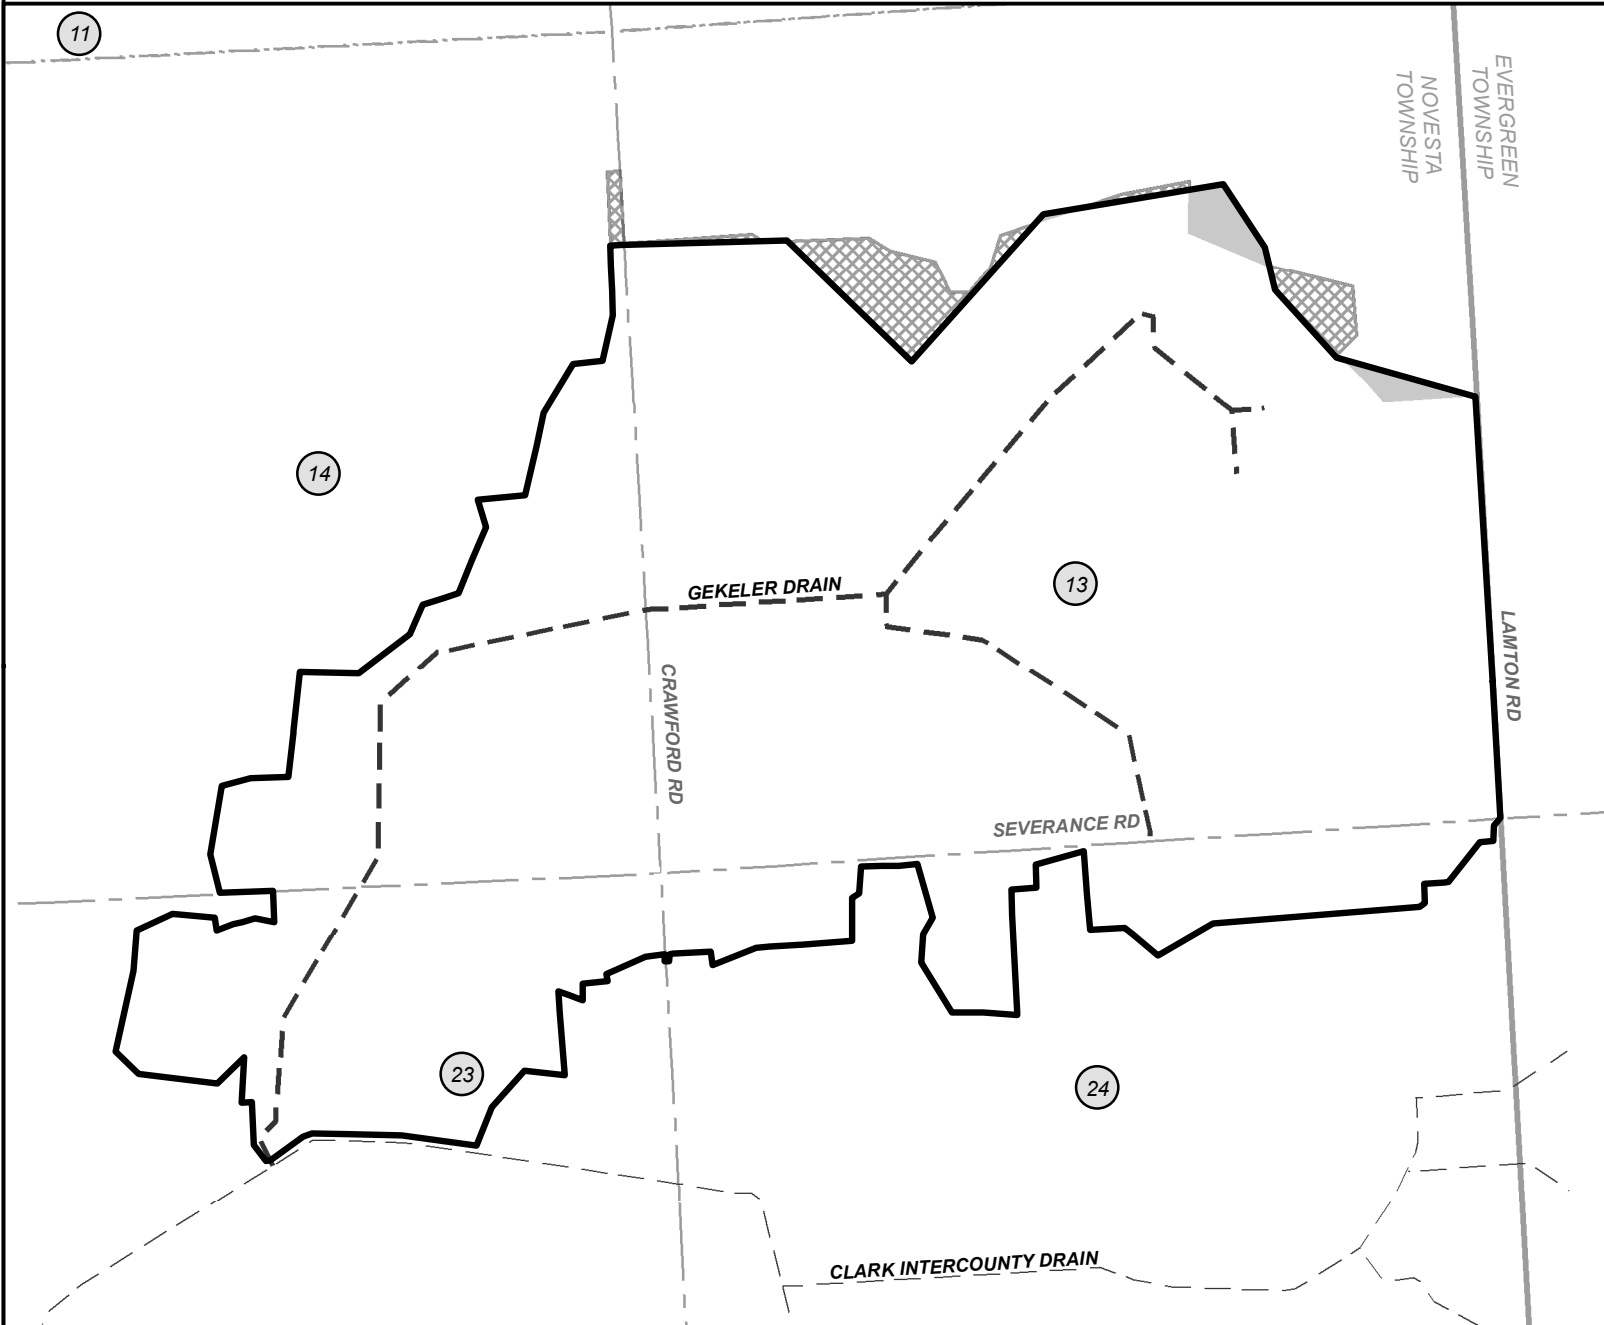 11
EVERGREEN
TOWNSHIP
NOVESTA
TOWNSHIP
14
GEKELER DRAIN
13
LAMTON RD
CRAWFORD RD
SEVERANCE RD
23
24
CLARK INTERCOUNTY DRAIN